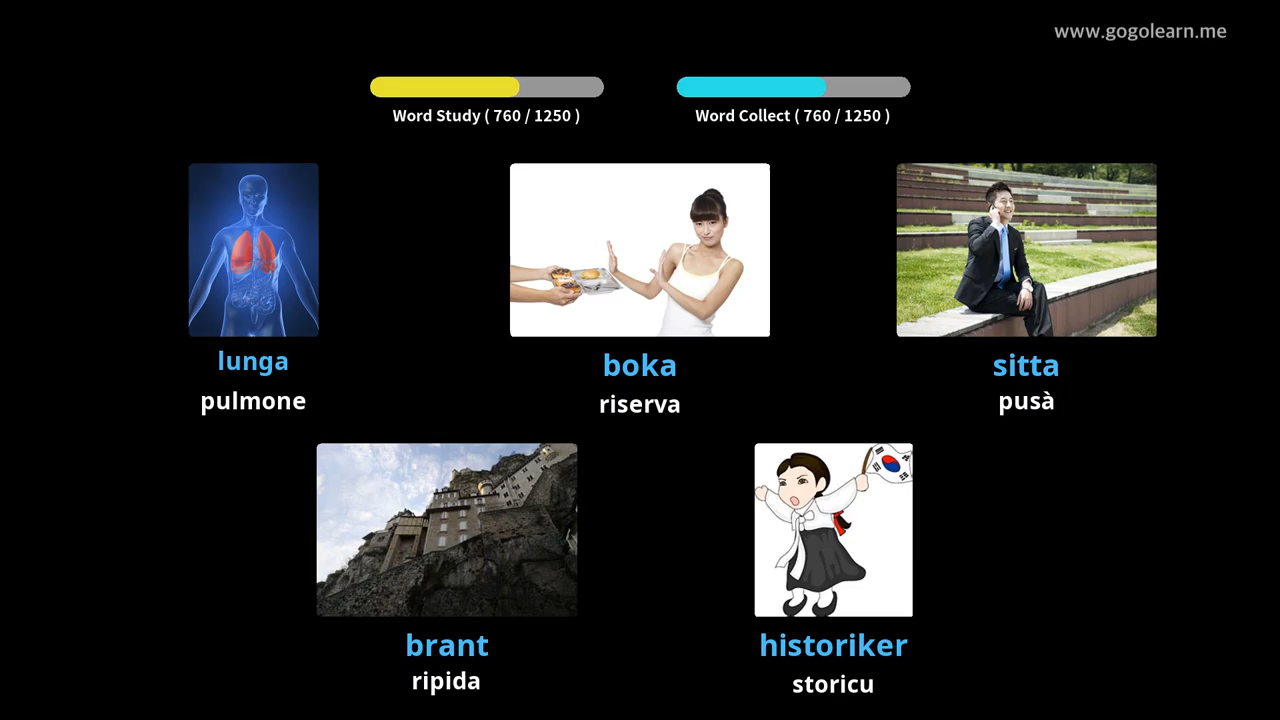 www.gogolearn.me
Word Study ( 760 / 1250 )
Word Collect ( 760 / 1250 )
lunga
pulmone
boka
riserva
sitta
pusà
brant
ripida
historiker
storicu